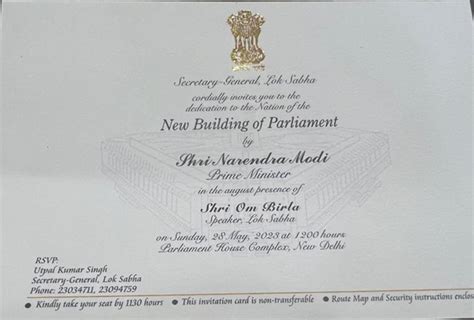 Secretary-General, Lok Sabha
cordially invites you to the
dedication to the Nation of the
New Building of Parliament
by
Shri Narendra Modi
Prime Minister
in the august presence of
Shri Om Birla
Speaker, Lok Sabha
on Sunday, 28 May, 2023 at 1200 hours
Parliament House Complex, New Delhi
RSVP:
Utpal Kumar Singh
Secretary-General, Lok Sabha
Phone: 23034711, 23094759
• Kindly take your seat by 1130 hours • This invitation card is non-transferable • Route Map and Security instructions enclos